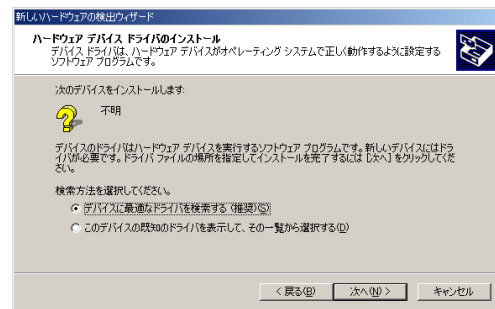 新しいハードウェアの検出ウィザード
ハードウェア デバイス ドライバのインストール
デバイス ドライバは、ハードウェア デバイスがオペレーティング システムで正しく動作するように設定する
ソフトウェア プログラムです。
次のデバイスをインストールします:
不明
デバイスのドライバはハードウェア デバイスを実行するソフトウェア プログラムです。新しいデバイスにはドラ
イバが必要です。ドライバ ファイルの場所を指定してインストールを完了するには [次へ] をクリックしてくだ
さい。
検索方法を選択してください。
デバイスに最適なドライバを検索する (推奨)(S)
このデバイスの既知のドライバを表示して、その一覧から選択する(D)
< 戻る(B)
次へ(N) >
キャンセル